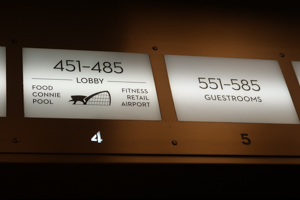 451-485
LOBBY
FOOD
CONNIE
POOL
FITNESS
RETAIL
AIRPORT
4
551-585
GUESTROOMS
5